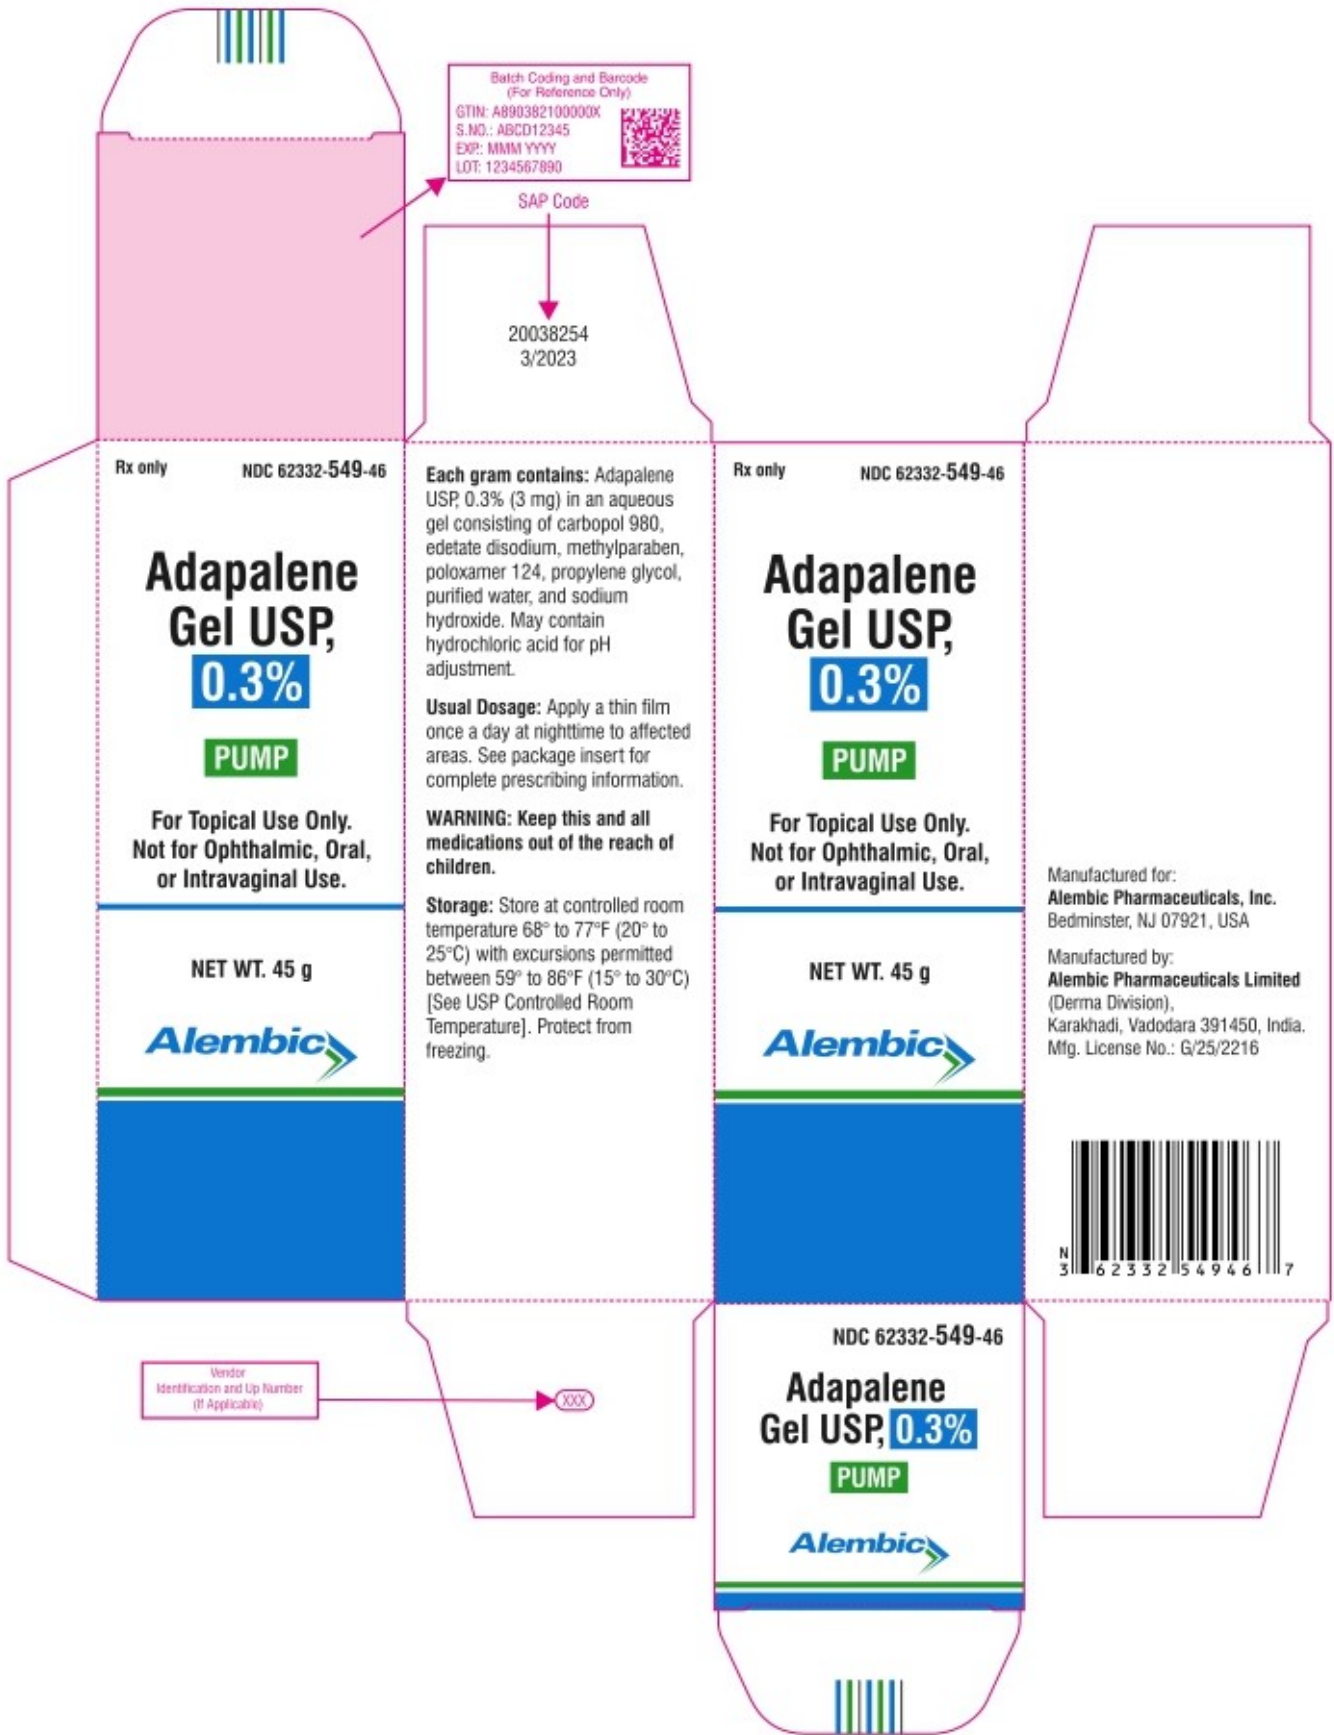 Batch Coding and Barcode
(For Reference Only)
GTIN: A890382100000X
S.NO.: ABCD12345
EXP.: MMM YYYY
LOT: 1234567890
SAP Code
20038254
3/2023
Rx only
NDC 62332-549-46
Adapalene
Gel USP,
0.3%
PUMP
For Topical Use Only.
Not for Ophthalmic, Oral,
or Intravaginal Use.
NET WT. 45 g
Alembic
Each gram contains: Adapalene
USP, 0.3% (3 mg) in an aqueous
gel consisting of carbopol 980,
edetate disodium, methylparaben,
poloxamer 124, propylene glycol,
purified water, and sodium
hydroxide. May contain
hydrochloric acid for pH
adjustment.
Usual Dosage: Apply a thin film
once a day at nighttime to affected
areas. See package insert for
complete prescribing information.
WARNING: Keep this and all
medications out of the reach of
children.
Storage: Store at controlled room
temperature 68° to 77°F (20° to
25°C) with excursions permitted
between 59° to 86°F (15° to 30°C)
[See USP Controlled Room
Temperature]. Protect from
freezing.
Rx only
NDC 62332-549-46
Adapalene
Gel USP,
0.3%
PUMP
For Topical Use Only.
Not for Ophthalmic, Oral,
or Intravaginal Use.
NET WT. 45 g
Alembic
Manufactured for:
Alembic Pharmaceuticals, Inc.
Bedminster, NJ 07921, USA
Manufactured by:
Alembic Pharmaceuticals Limited
(Derma Division),
Karakhadi, Vadodara 391450, India.
Mfg. License No.: G/25/2216
N
3 62332 54946 7
Vendor
Identification and Up Number
(If Applicable)
XXX
NDC 62332-549-46
Adapalene
Gel USP, 0.3%
PUMP
Alembic